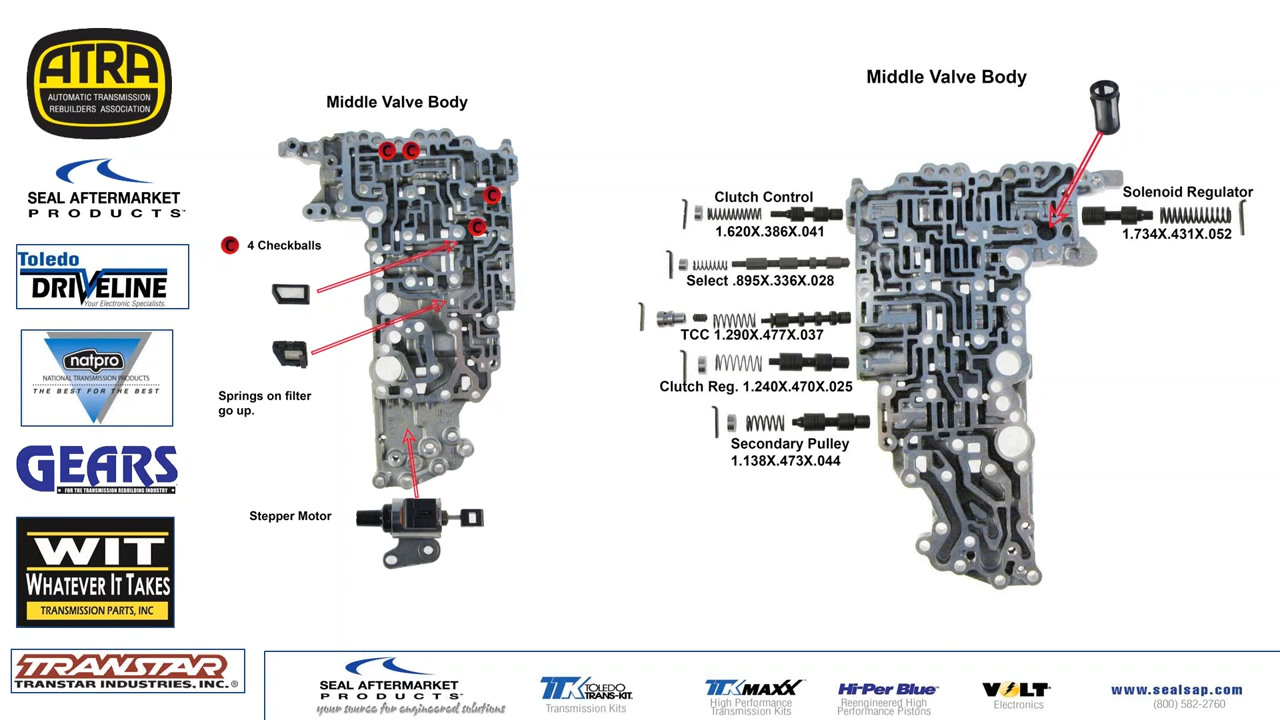 ATRA
AUTOMATIC TRANSMISSION
REBUILDERS ASSOCIATION
SEAL AFTERMARKET
PRODUCTS™
Toledo
DRIVELINE
Your Electronic Specialists.
natpro
NATIONAL TRANSMISSION PRODUCTS
THE BEST FOR THE BEST
GEARS
FOR THE TRANSMISSION REBUILDING INDUSTRY
WIT
WHATEVER IT TAKES
TRANSMISSION PARTS, INC
TRANSTAR
TRANSTAR INDUSTRIES, INC.®
Middle Valve Body
C C
C
C
C 4 Checkballs
Springs on filter
go up.
Stepper Motor
Middle Valve Body
Clutch Control
1.620X.386X.041
Solenoid Regulator
1.734X.431X.052
Select .895X.336X.028
TCC 1.290X.477X.037
Clutch Reg. 1.240X.470X.025
Secondary Pulley
1.138X.473X.044
SEAL AFTERMARKET
PRODUCTS™
your source for engineered solutions
TTK TOLEDO
TRANS-KIT.
Transmission Kits
TTKMAXX™
High Performance
Transmission Kits
Hi-Per Blue™
Reengineered High
Performance Pistons
VOLT
Electronics
www.sealsap.com
(800) 582-2760